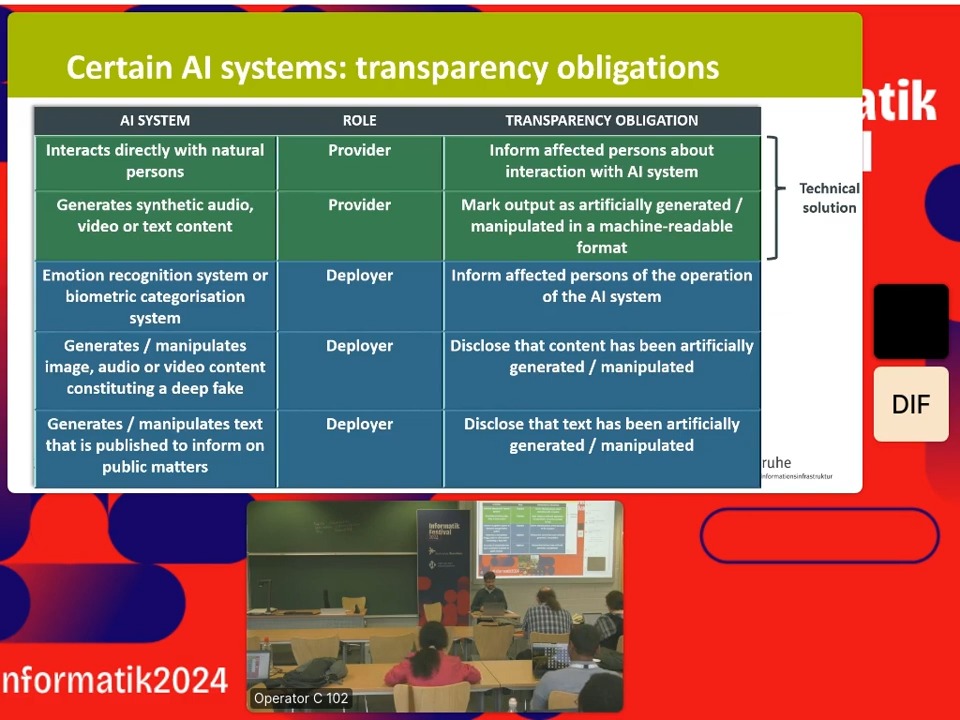 Certain AI systems: transparency obligations
AI SYSTEM
ROLE
TRANSPARENCY OBLIGATION
Interacts directly with natural
persons
Provider
Inform affected persons about
interaction with AI system
Generates synthetic audio,
video or text content
Provider
Mark output as artificially generated /
manipulated in a machine-readable
format
Technical
solution
Emotion recognition system or
biometric categorisation
system
Deployer
Inform affected persons of the operation
of the AI system
Generates / manipulates
image, audio or video content
constituting a deep fake
Deployer
Disclose that content has been artificially
generated / manipulated
Generates / manipulates text
that is published to inform on
public matters
Deployer
Disclose that text has been artificially
generated / manipulated
ruhe
nformationsinfrastruktur
atik
DIF
informatik
festival
Operator C 102
nformatik2024